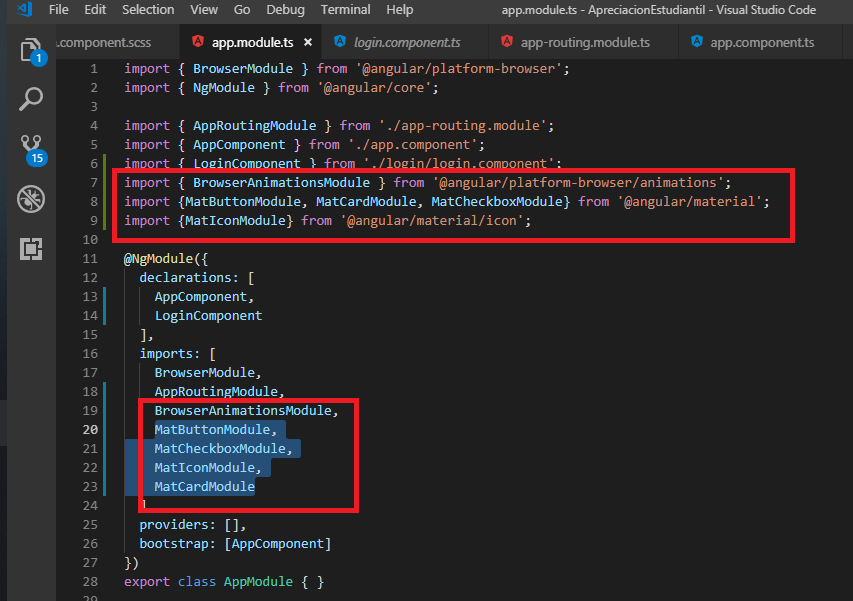 File Edit Selection View Go Debug Terminal Help app.module.ts - ApreciacionEstudiantil - Visual Studio Code
.component.scss app.module.ts × login.component.ts app-routing.module.ts app.component.ts
1
15
1 import { BrowserModule } from '@angular/platform-browser';
2 import { NgModule } from '@angular/core';
3
4 import { AppRoutingModule } from './app-routing.module';
5 import { AppComponent } from './app.component';
6 import { LoginComponent } from './login/login.component';
7 import { BrowserAnimationsModule } from '@angular/platform-browser/animations';
8 import {MatButtonModule, MatCardModule, MatCheckboxModule} from '@angular/material';
9 import {MatIconModule} from '@angular/material/icon';
10
11 @NgModule({
12 declarations: [
13 AppComponent,
14 LoginComponent
15 ],
16 imports: [
17 BrowserModule,
18 AppRoutingModule,
19 BrowserAnimationsModule,
20 MatButtonModule,
21 MatCheckboxModule,
22 MatIconModule,
23 MatCardModule
24
25 providers: [],
26 bootstrap: [AppComponent]
27 })
28 export class AppModule { }
29